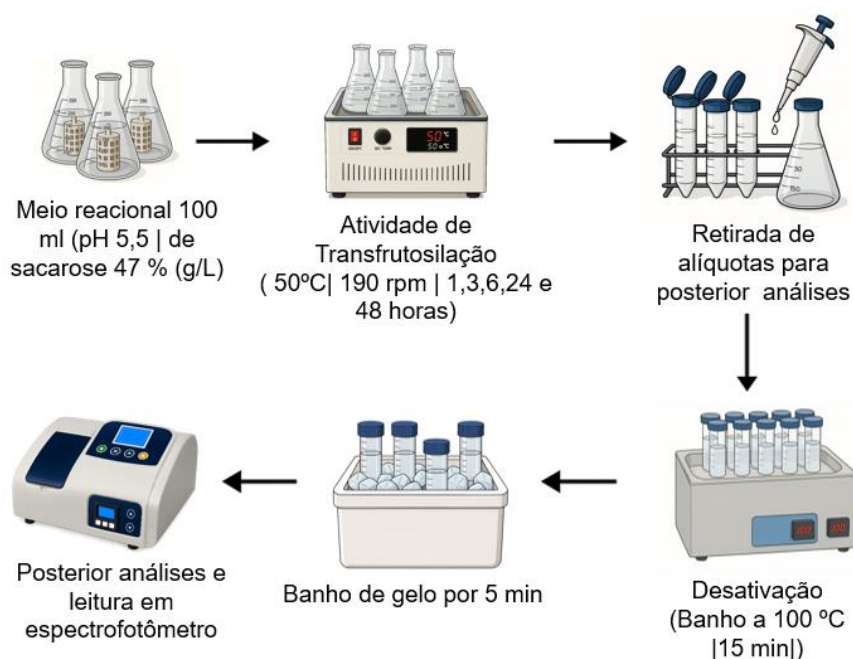 Meio reacional 100
ml (pH 5,5 | de
sacarose 47 % (g/L)
Atividade de
Transfrutosilação
( 50ºC| 190 rpm | 1,3,6,24 e
48 horas)
Retirada de
alíquotas para
posterior análises
Desativação
(Banho a 100 ºC
|15 min|)
Banho de gelo por 5 min
Posterior análises e
leitura em
espectrofotômetro